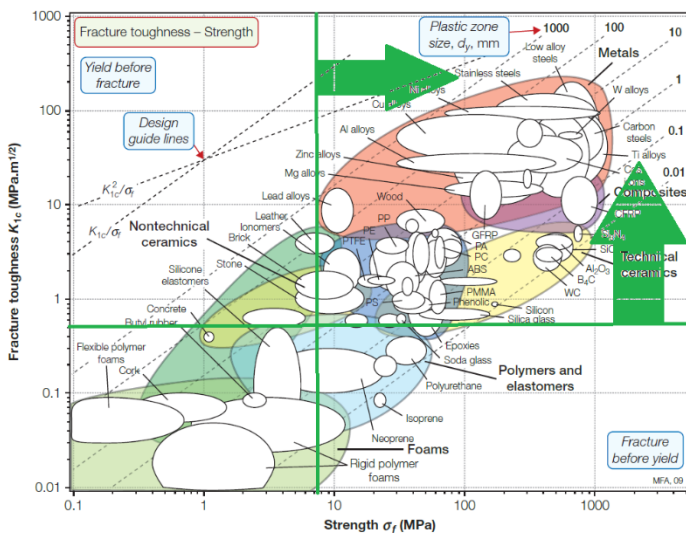 Fracture toughness – Strength
Yield before
fracture
Design
guide lines
Plastic zone
size, d_y, mm
1000
100
10
1
0.1
0.01
Low alloy
steels
Metals
Stainless steels
Cu alloys
W alloys
Al alloys
Carbon
steels
Zinc alloys
Ti alloys
Mg alloys
Composites
Lead alloys
Wood
CFRP
Leather
PP
Ionomers
PE
GFRP
Nontechnical
ceramics
Brick
PTFE
PA
PC
Technical
ceramics
Stone
ABS
Al2O3
Silicone
elastomers
B4C
WC
PMMA
PS
Phenolic
Silicon
Silica glass
Concrete
Butyl rubber
Epoxies
Soda glass
Flexible polymer
foams
Polyurethane
Polymers and
elastomers
Cork
Isoprene
Neoprene
Foams
Rigid polymer
foams
Fracture
before yield
MFA, 09
K²1c/σf
K1c/σf
Fracture toughness K1c (MPa.m1/2)
1000
100
10
1
0.1
0.01
0.1
1
10
100
1000
Strength σf (MPa)